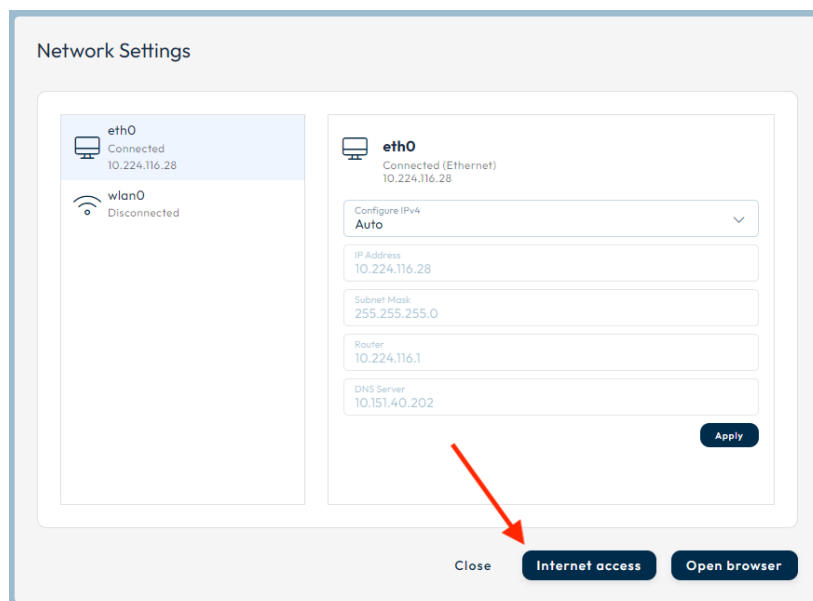 Network Settings
eth0
Connected
10.224.116.28
wlan0
Disconnected
eth0
Connected (Ethernet)
10.224.116.28
Configure IPv4
Auto
IP Address
10.224.116.28
Subnet Mask
255.255.255.0
Router
10.224.116.1
DNS Server
10.151.40.202
Apply
Close
Internet access
Open browser